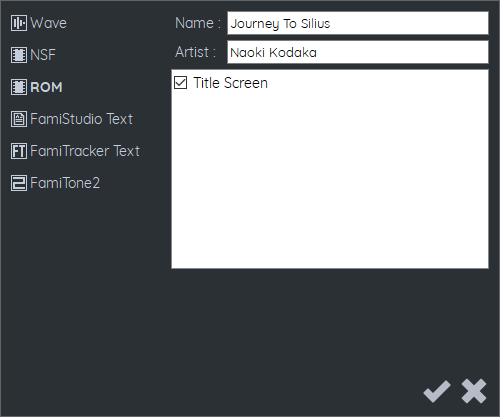 Wave
NSF
ROM
FamiStudio Text
FT FamiTracker Text
FamiTone2
Name : Journey To Silius
Artist : Naoki Kodaka
Title Screen